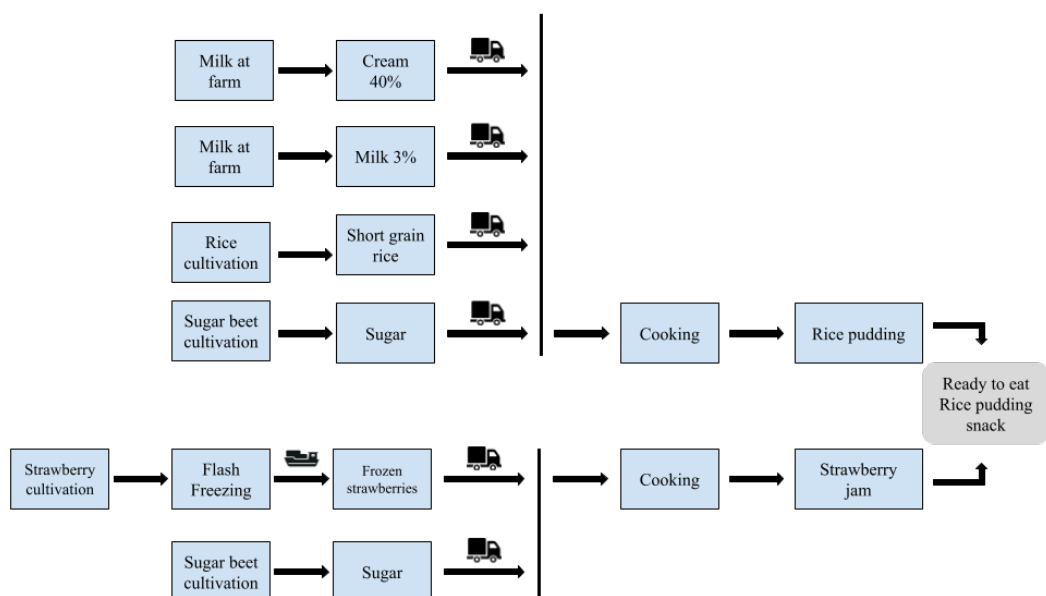 Milk at
farm
Cream
40%
Milk at
farm
Milk 3%
Rice
cultivation
Short grain
rice
Sugar beet
cultivation
Sugar
Cooking
Rice pudding
Ready to eat
Rice pudding
snack
Strawberry
cultivation
Flash
Freezing
Frozen
strawberries
Cooking
Strawberry
jam
Sugar beet
cultivation
Sugar